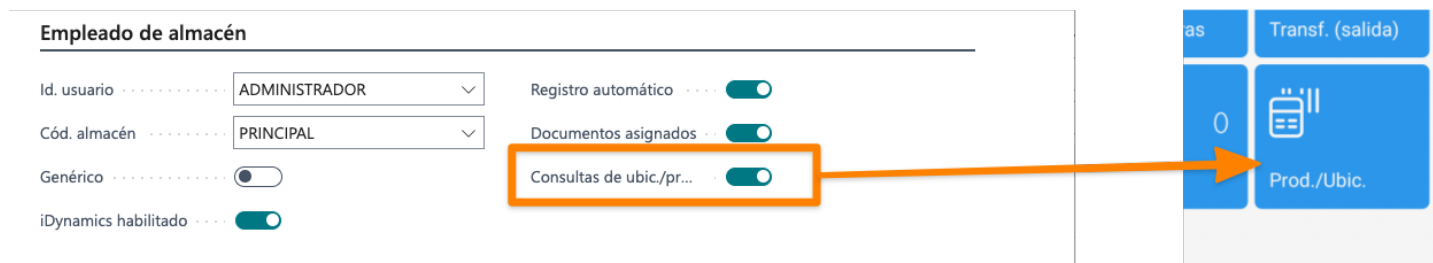 Empleado de almacén
Id. usuario ADMINISTRADOR
Cód. almacén PRINCIPAL
Genérico
iDynamics habilitado
Registro automático
Documentos asignados
Consultas de ubic./pr...
Transf. (salida)
0
Prod./Ubic.